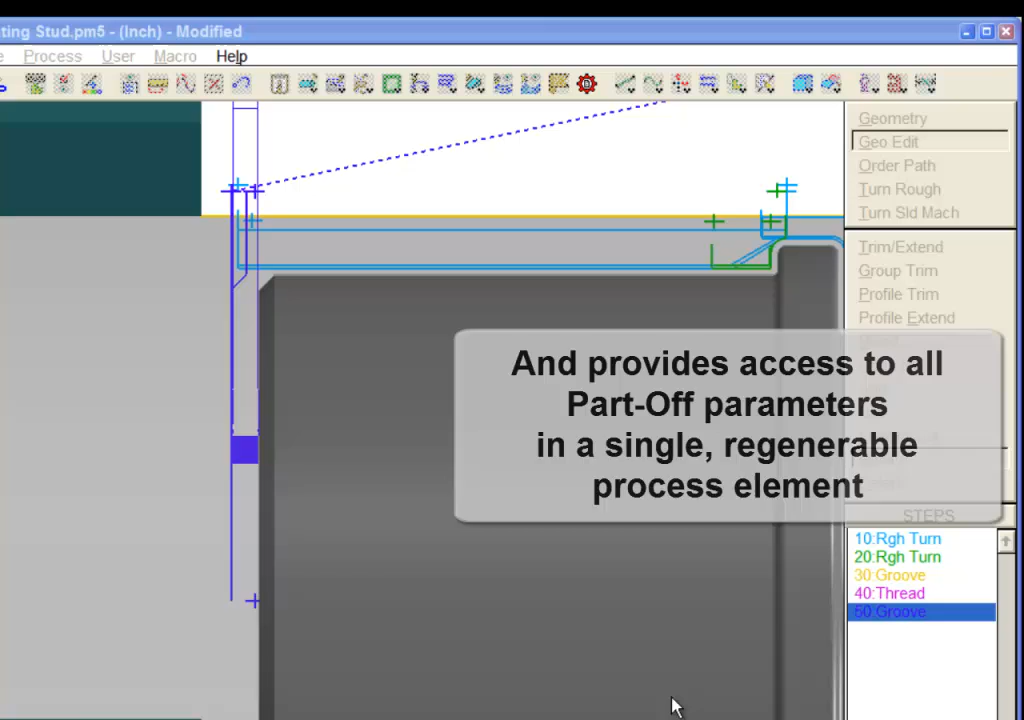 ting Stud.pm5 - (Inch) - Modified
e Process User Macro Help
Geometry
Geo Edit
Order Path
Turn Rough
Turn Sld Mach
Trim/Extend
Group Trim
Profile Trim
Profile Extend
And provides access to all
Part-Off parameters
in a single, regenerable
process element
STEPS
10:Rgh Turn
20:Rgh Turn
30:Groove
40:Thread
50:Groove